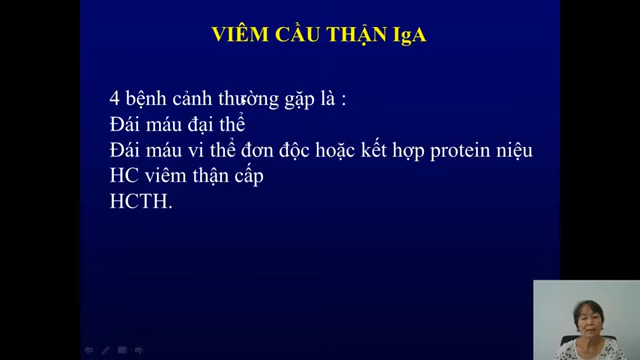 VIÊM CẦU THẬN IgA
4 bệnh cảnh thường gặp là :
Đái máu đại thể
Đái máu vi thể đơn độc hoặc kết hợp protein niệu
HC viêm thận cấp
HCTH.